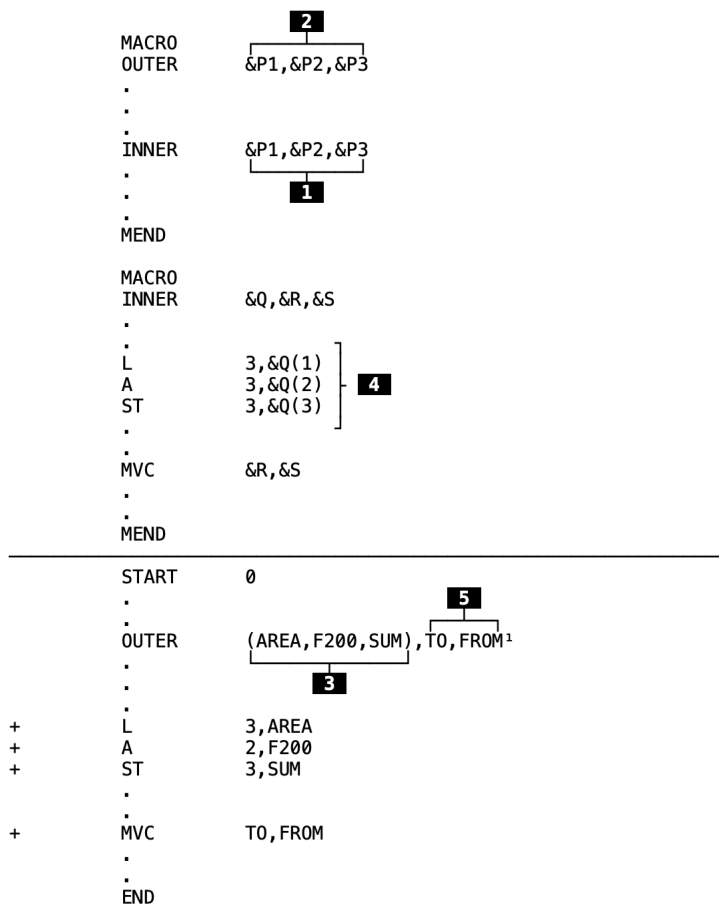 2
MACRO
OUTER &P1,&P2,&P3
.
.
.
INNER &P1,&P2,&P3
.
. 1
.
MEND
MACRO
INNER &Q,&R,&S
.
.
L 3,&Q(1)
A 3,&Q(2) 4
ST 3,&Q(3)
.
.
MVC &R,&S
.
.
MEND
START 0
. 5
.
OUTER (AREA,F200,SUM),TO,FROM¹
.
. 3
.
+ L 3,AREA
+ A 2,F200
+ ST 3,SUM
.
.
+ MVC TO,FROM
.
.
END